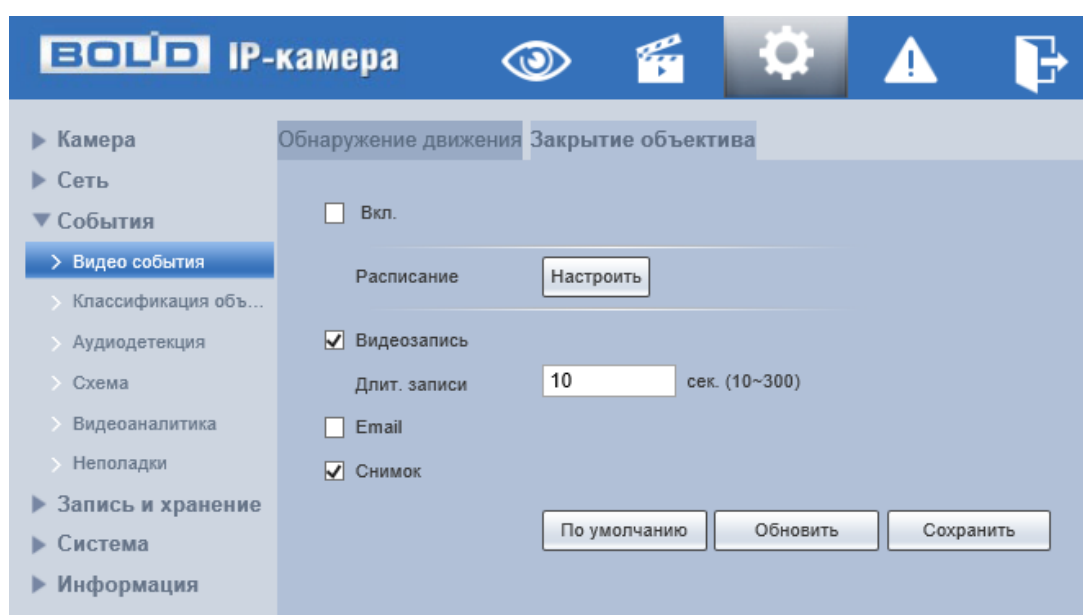 BOLID IP-камера
Камера
Сеть
События
Видео события
Классификация объ...
Аудиодетекция
Схема
Видеоаналитика
Неполадки
Запись и хранение
Система
Информация
Обнаружение движения Закрытие объектива
Вкл.
Расписание Настроить
Видеозапись
Длит. записи 10 сек. (10~300)
Email
Снимок
По умолчанию Обновить Сохранить